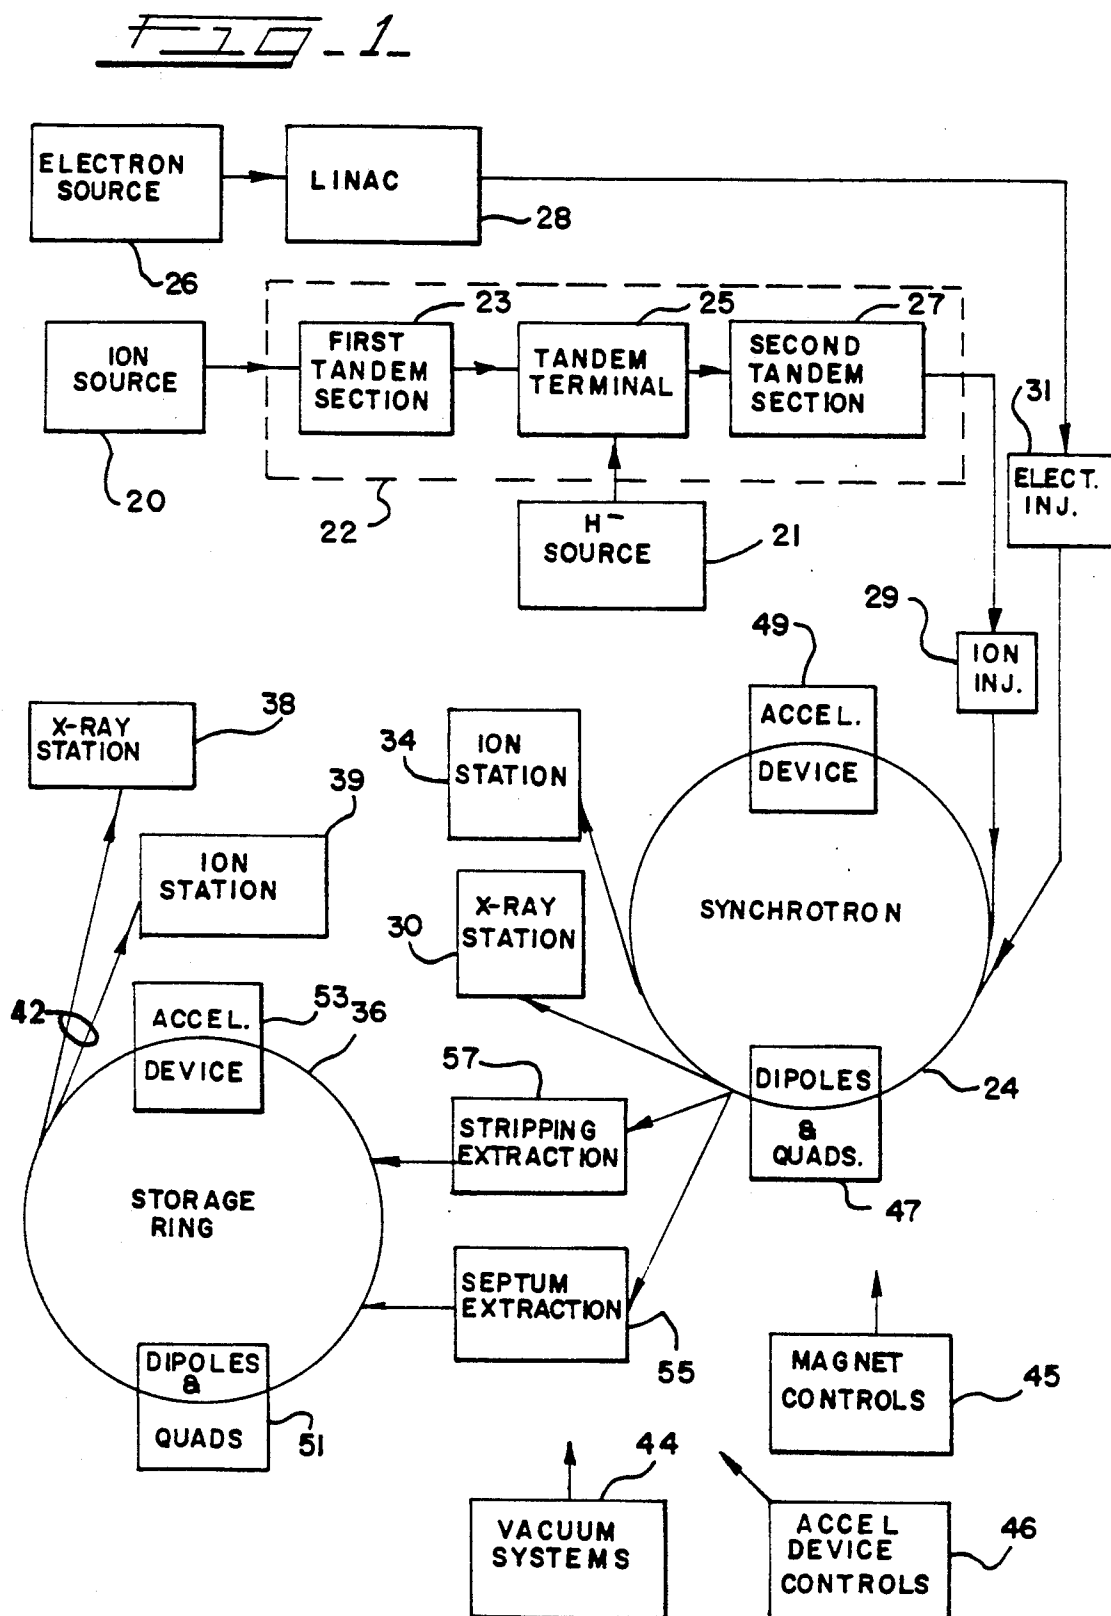 Fig-1-
ELECTRON
SOURCE
LINAC
28
26
23
25
27
ION
SOURCE
FIRST
TANDEM
SECTION
TANDEM
TERMINAL
SECOND
TANDEM
SECTION
31
20
22
H⁻
SOURCE
21
ELECT.
INJ.
29
49
ION
INJ.
X-RAY
STATION
38
34
ION
STATION
ACCEL.
DEVICE
39
ION
STATION
30
X-RAY
STATION
SYNCHROTRON
42
ACCEL.
DEVICE
53
36
57
DIPOLES
&
QUADS.
24
STRIPPING
EXTRACTION
47
STORAGE
RING
SEPTUM
EXTRACTION
55
DIPOLES
&
QUADS
51
MAGNET
CONTROLS
45
44
VACUUM
SYSTEMS
ACCEL
DEVICE
CONTROLS
46